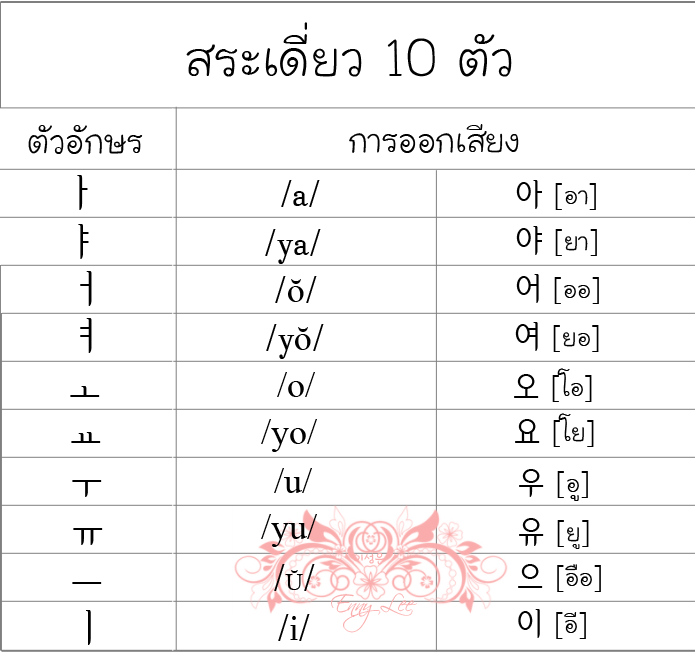 สระเดี่ยว 10 ตัว
ตัวอักษร การออกเสียง
ㅏ /a/ 아 [อา]
ㅑ /ya/ 야 [ยา]
ㅓ /ŏ/ 어 [ออ]
ㅕ /yŏ/ 여 [ยอ]
ㅗ /o/ 오 [โอ]
ㅛ /yo/ 요 [โย]
ㅜ /u/ 우 [อู]
ㅠ /yu/ 유 [ยู]
ㅡ /ŭ/ 으 [อือ]
ㅣ /i/ 이 [อี]
Enny Lee